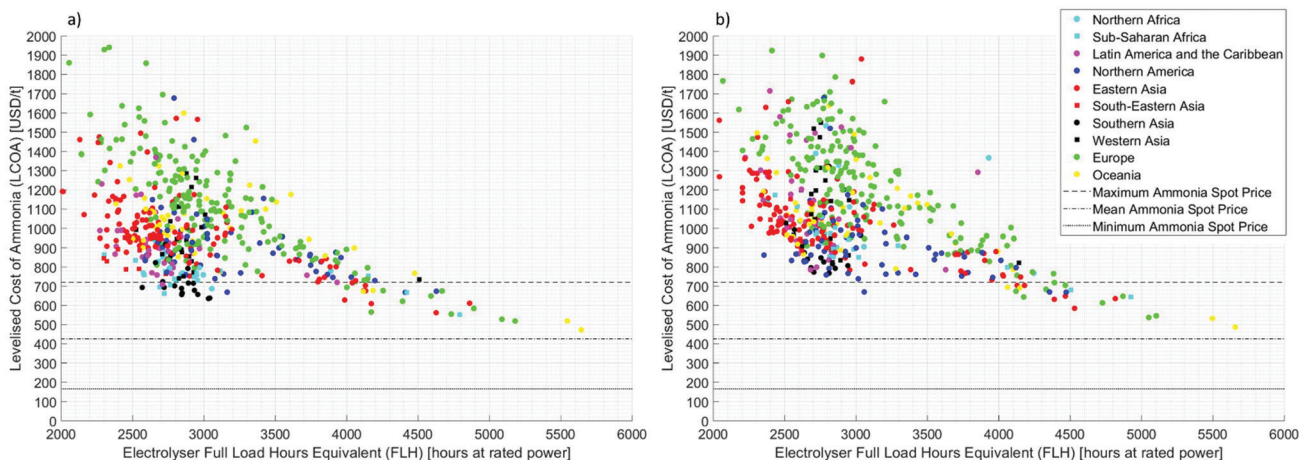 a)
Levelised Cost of Ammonia (LCOA) [USD/t]
2000
1900
1800
1700
1600
1500
1400
1300
1200
1100
1000
900
800
700
600
500
400
300
200
100
0
2000 2500 3000 3500 4000 4500 5000 5500 6000
Electrolyser Full Load Hours Equivalent (FLH) [hours at rated power]
b)
Levelised Cost of Ammonia (LCOA) [USD/t]
2000
1900
1800
1700
1600
1500
1400
1300
1200
1100
1000
900
800
700
600
500
400
300
200
100
0
2000 2500 3000 3500 4000 4500 5000 5500 6000
Electrolyser Full Load Hours Equivalent (FLH) [hours at rated power]
Northern Africa
Sub-Saharan Africa
Latin America and the Caribbean
Northern America
Eastern Asia
South-Eastern Asia
Southern Asia
Western Asia
Europe
Oceania
Maximum Ammonia Spot Price
Mean Ammonia Spot Price
Minimum Ammonia Spot Price